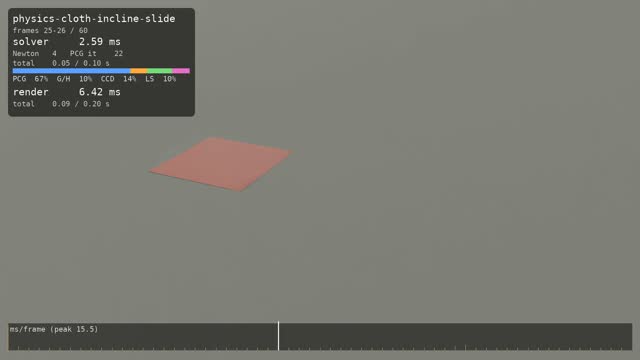 physics-cloth-incline-slide
frames 25-26 / 60
solver 2.59 ms
Newton 4 PCG it 22
total 0.05 / 0.10 s
PCG 67% G/H 10% CCD 14% LS 10%
render 6.42 ms
total 0.09 / 0.20 s
ms/frame (peak 15.5)